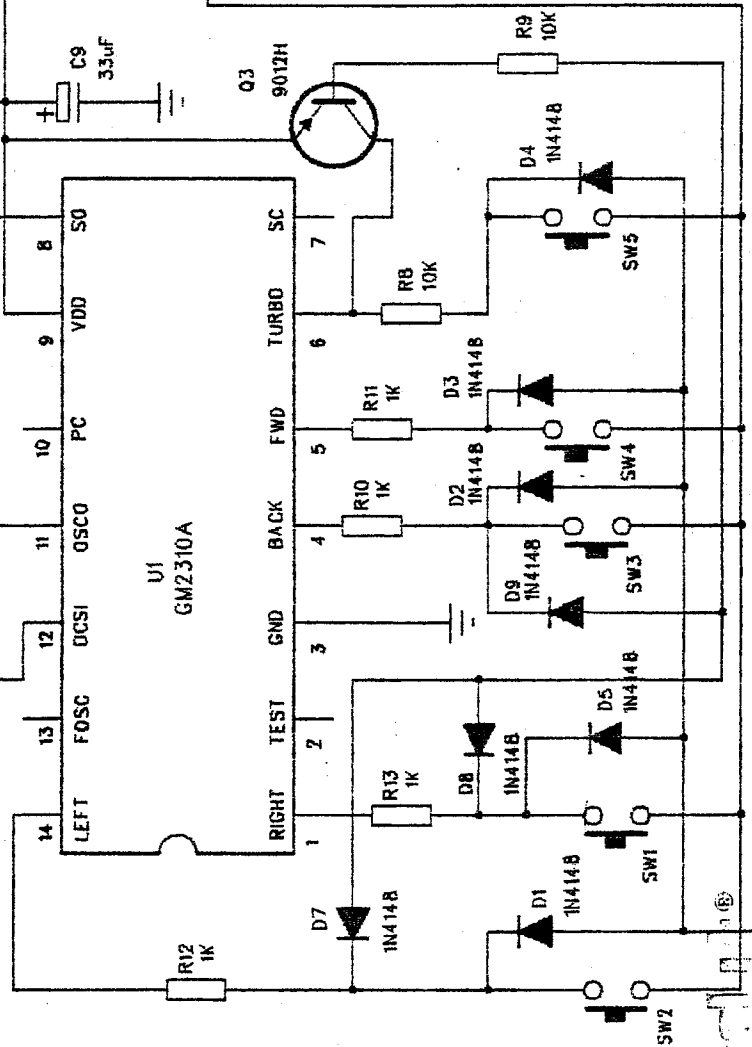 C9
33uF
+
Q3
9012H
R9
10K
D4
1N4148
SW5
8
SO
SC
7
9
VDD
TURBO
6
R8
10K
10
PC
FWD
5
R11
1K
D3
1N4148
SW4
11
OSCO
BACK
4
R10
1K
D2
1N4148
SW3
U1
GM2310A
D9
1N4148
12
OCSI
GND
3
13
FOSC
TEST
2
D8
1N4148
D5
1N4148
14
LEFT
RIGHT
1
R13
1K
SW1
R12
1K
D7
1N4148
D1
1N4148
SW2
®